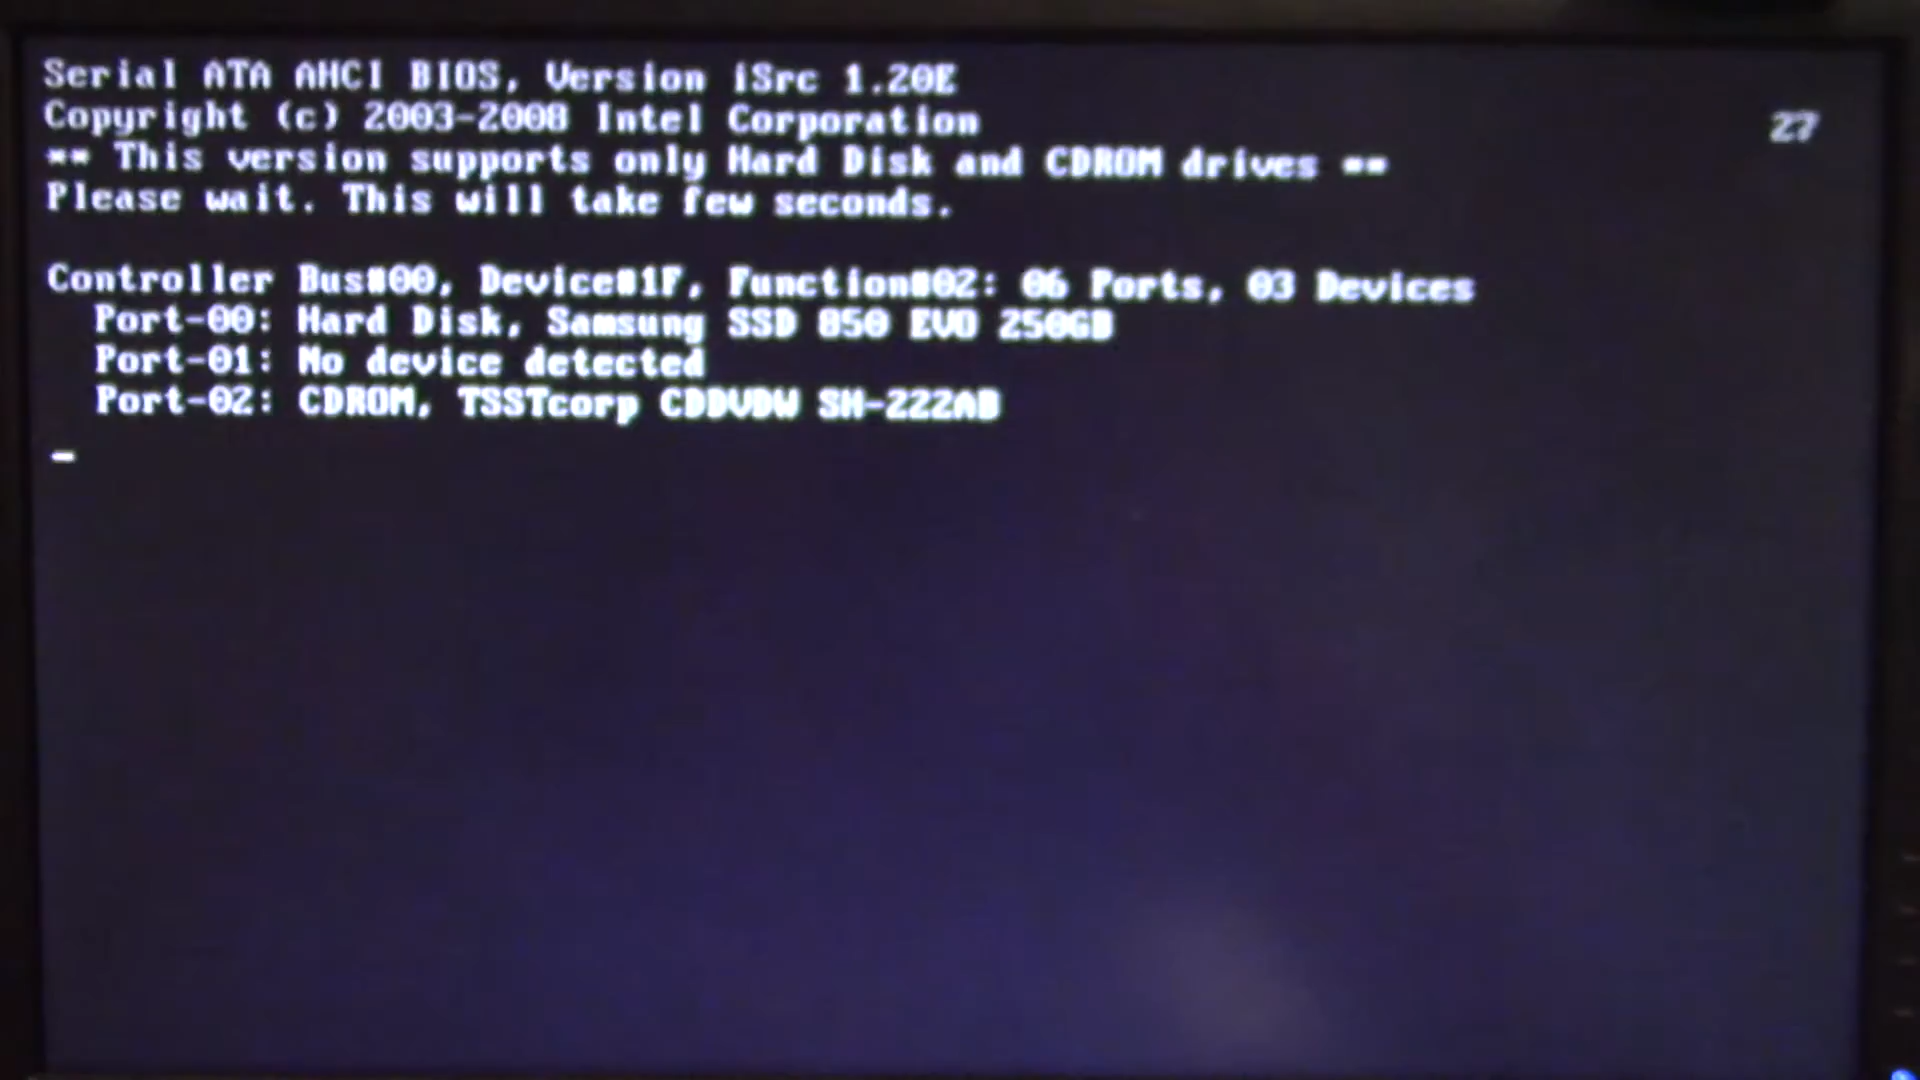 Serial ATA AHCI BIOS, Version iSrc 1.20E
Copyright (c) 2003-2008 Intel Corporation
27
** This version supports only Hard Disk and CDROM drives **
Please wait. This will take few seconds.
Controller Bus#00, Device#1F, Function#02: 06 Ports, 03 Devices
Port-00: Hard Disk, Samsung SSD 850 EVO 250GB
Port-01: No device detected
Port-02: CDROM, TSSTcorp CDDVDW SH-222AB